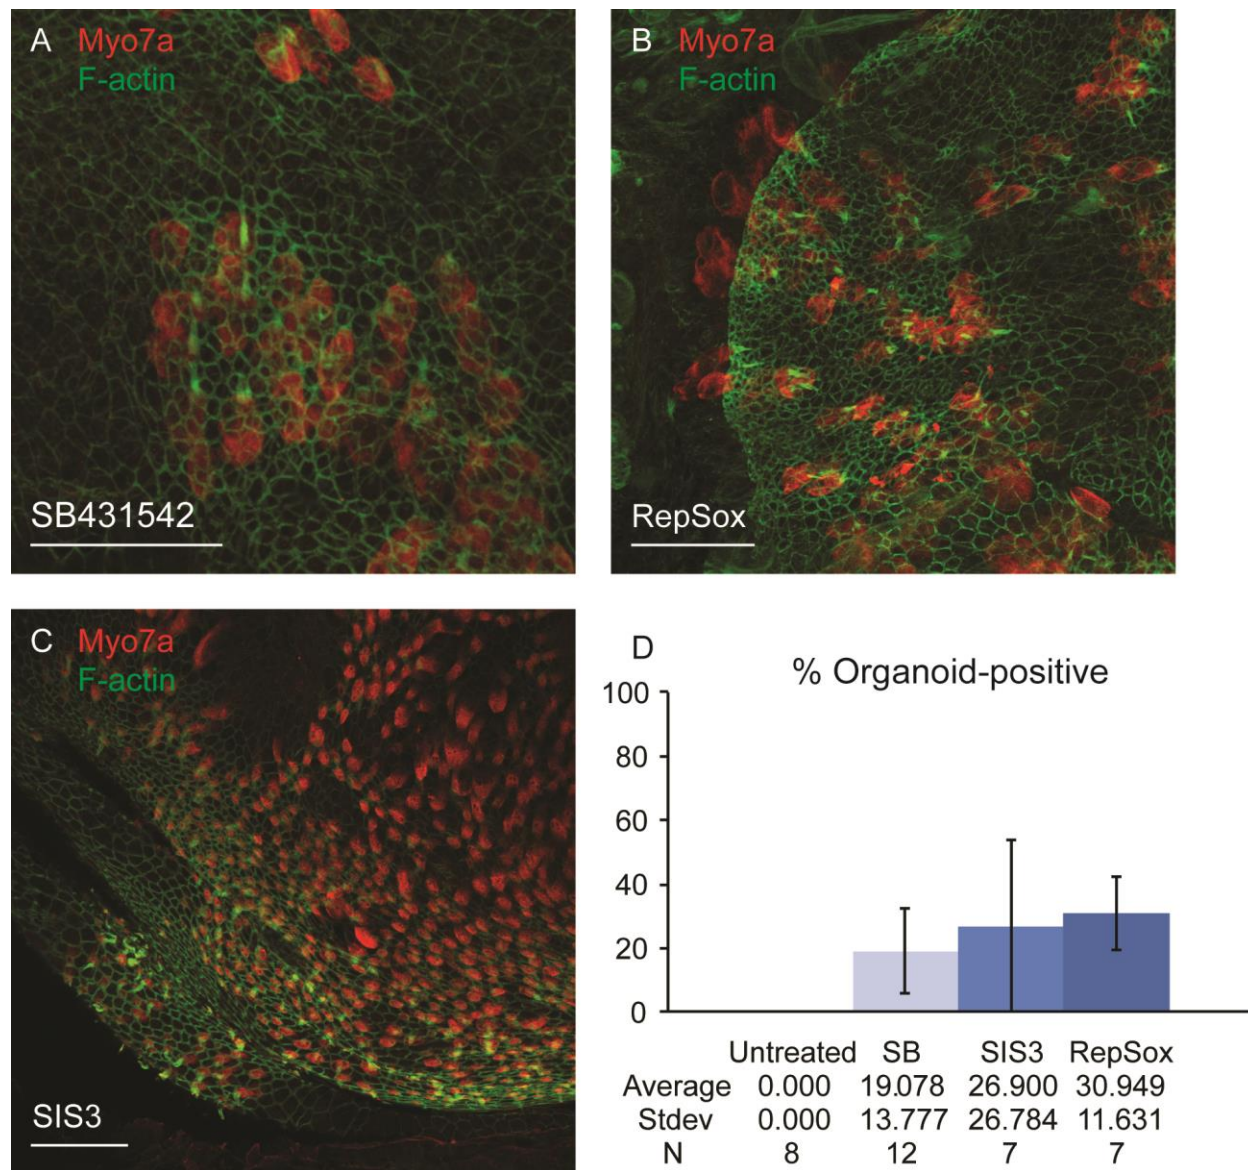 A Myo7a
F-actin
SB431542
B Myo7a
F-actin
RepSox
C Myo7a
F-actin
SIS3
D
% Organoid-positive
100
80
60
40
20
0
Untreated SB SIS3 RepSox
Average 0.000 19.078 26.900 30.949
Stdev 0.000 13.777 26.784 11.631
N 8 12 7 7